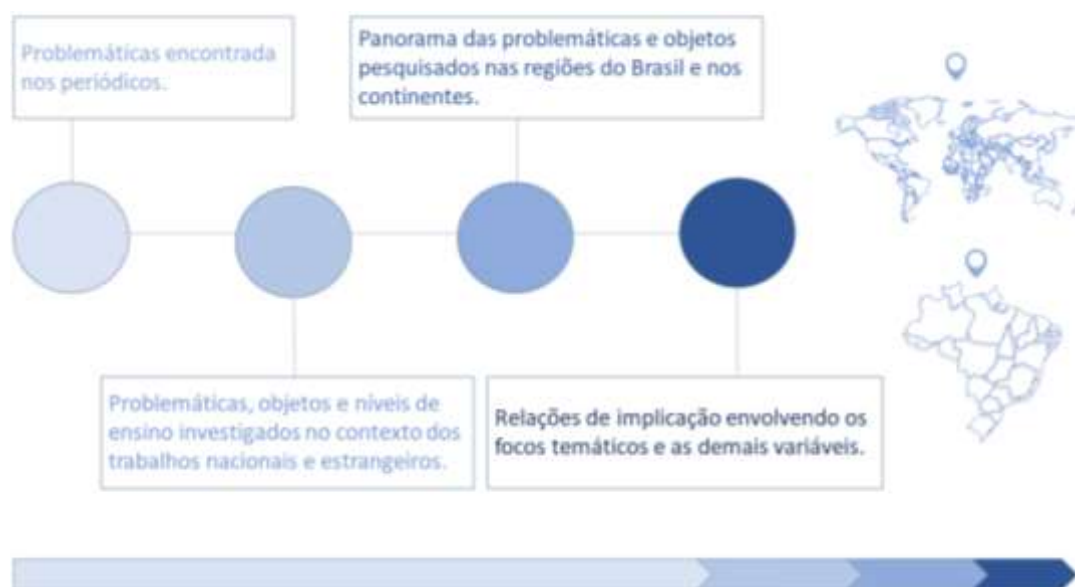 Problemáticas encontrada
nos periódicos.
Panorama das problemáticas e objetos
pesquisados nas regiões do Brasil e nos
continentes.
Problemáticas, objetos e níveis de
ensino investigados no contexto dos
trabalhos nacionais e estrangeiros.
Relações de implicação envolvendo os
focos temáticos e as demais variáveis.